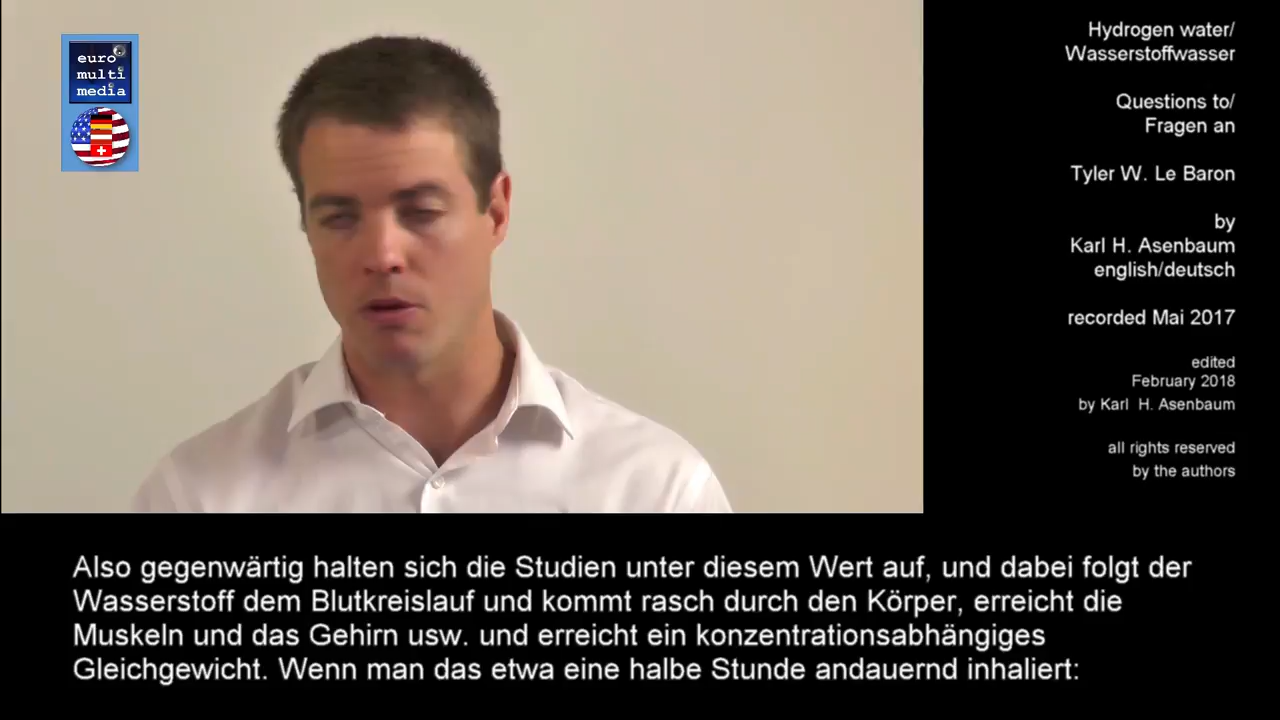 euro
multi
media
Hydrogen water/
Wasserstoffwasser
Questions to/
Fragen an
Tyler W. Le Baron
by
Karl H. Asenbaum
english/deutsch
recorded Mai 2017
edited
February 2018
by Karl H. Asenbaum
all rights reserved
by the authors
Also gegenwärtig halten sich die Studien unter diesem Wert auf, und dabei folgt der
Wasserstoff dem Blutkreislauf und kommt rasch durch den Körper, erreicht die
Muskeln und das Gehirn usw. und erreicht ein konzentrationsabhängiges
Gleichgewicht. Wenn man das etwa eine halbe Stunde andauernd inhaliert: